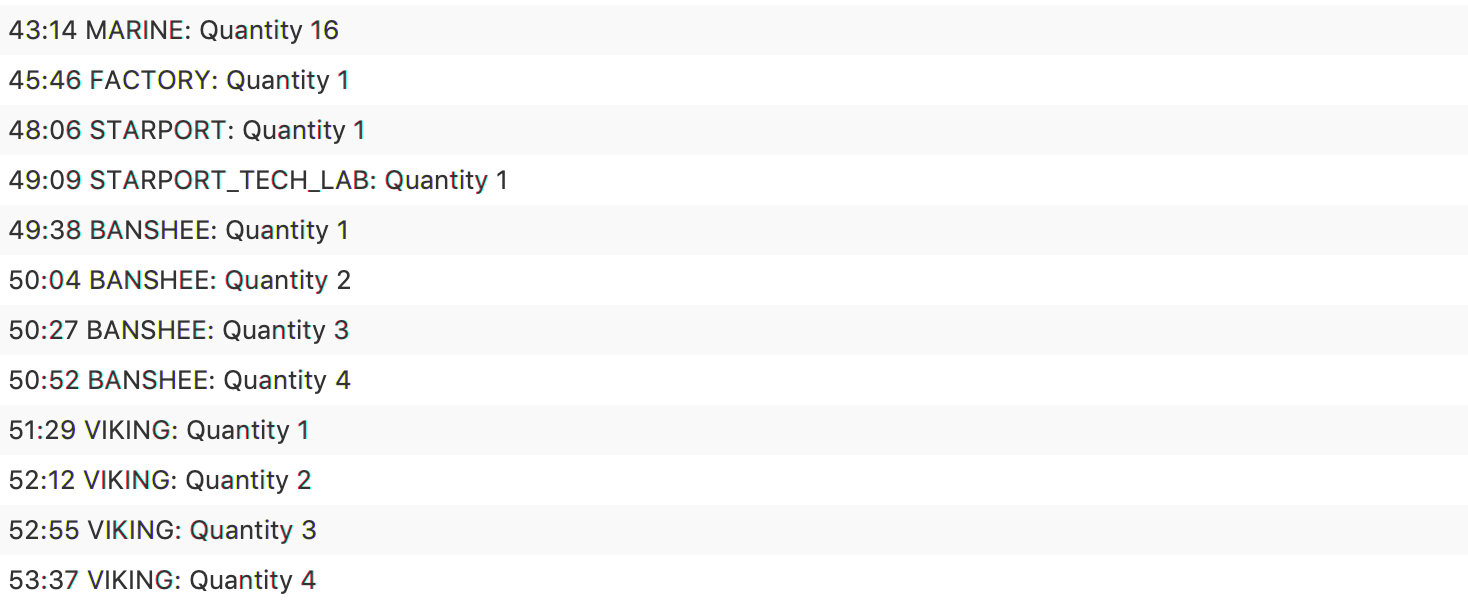 43:14 MARINE: Quantity 16
45:46 FACTORY: Quantity 1
48:06 STARPORT: Quantity 1
49:09 STARPORT_TECH_LAB: Quantity 1
49:38 BANSHEE: Quantity 1
50:04 BANSHEE: Quantity 2
50:27 BANSHEE: Quantity 3
50:52 BANSHEE: Quantity 4
51:29 VIKING: Quantity 1
52:12 VIKING: Quantity 2
52:55 VIKING: Quantity 3
53:37 VIKING: Quantity 4